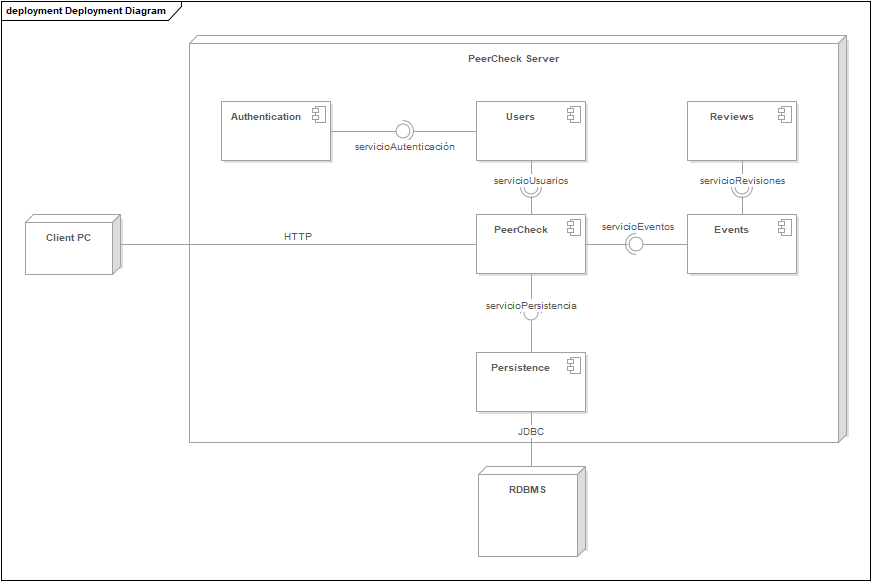 deployment Deployment Diagram
PeerCheck Server
Authentication
Users
Reviews
servicioAutenticación
servicioUsuarios
servicioRevisiones
Client PC
HTTP
PeerCheck
servicioEventos
Events
servicioPersistencia
Persistence
JDBC
RDBMS